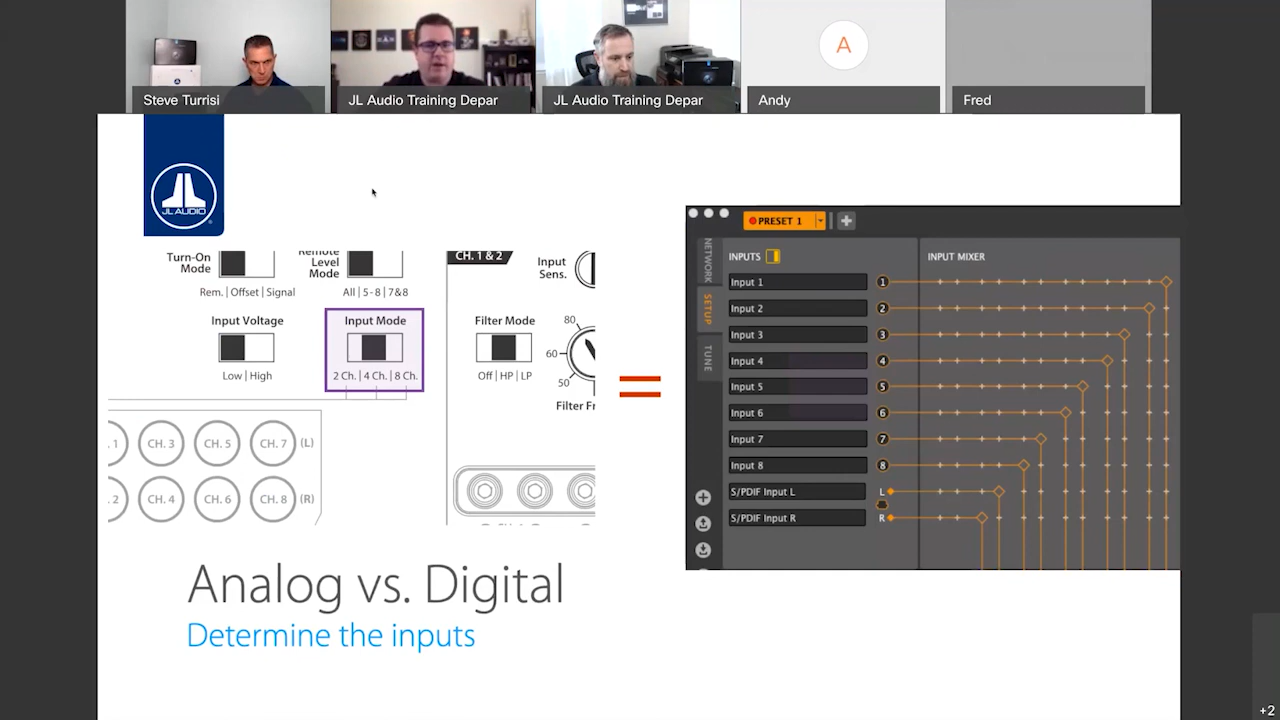 Steve Turrisi
JL Audio Training Depar
JL Audio Training Depar
A
Andy
Fred
JL AUDIO
Turn-On
Mode
Rem. | Offset | Signal
Remote
Level
Mode
All | 5-8 | 7&8
CH. 1 & 2
Input
Sens.
Input Voltage
Low | High
Input Mode
2 Ch. | 4 Ch. | 8 Ch.
Filter Mode
Off | HP | LP
80
60
50
Filter Fr
1
CH. 3
CH. 5
CH. 7
(L)
2
CH. 4
CH. 6
CH. 8
(R)
=
PRESET 1
NETWORK
SETUP
TUNE
INPUTS
INPUT MIXER
Input 1
1
Input 2
2
Input 3
3
Input 4
4
Input 5
5
Input 6
6
Input 7
7
Input 8
8
S/PDIF Input L
L
S/PDIF Input R
R
Analog vs. Digital
Determine the inputs
+2